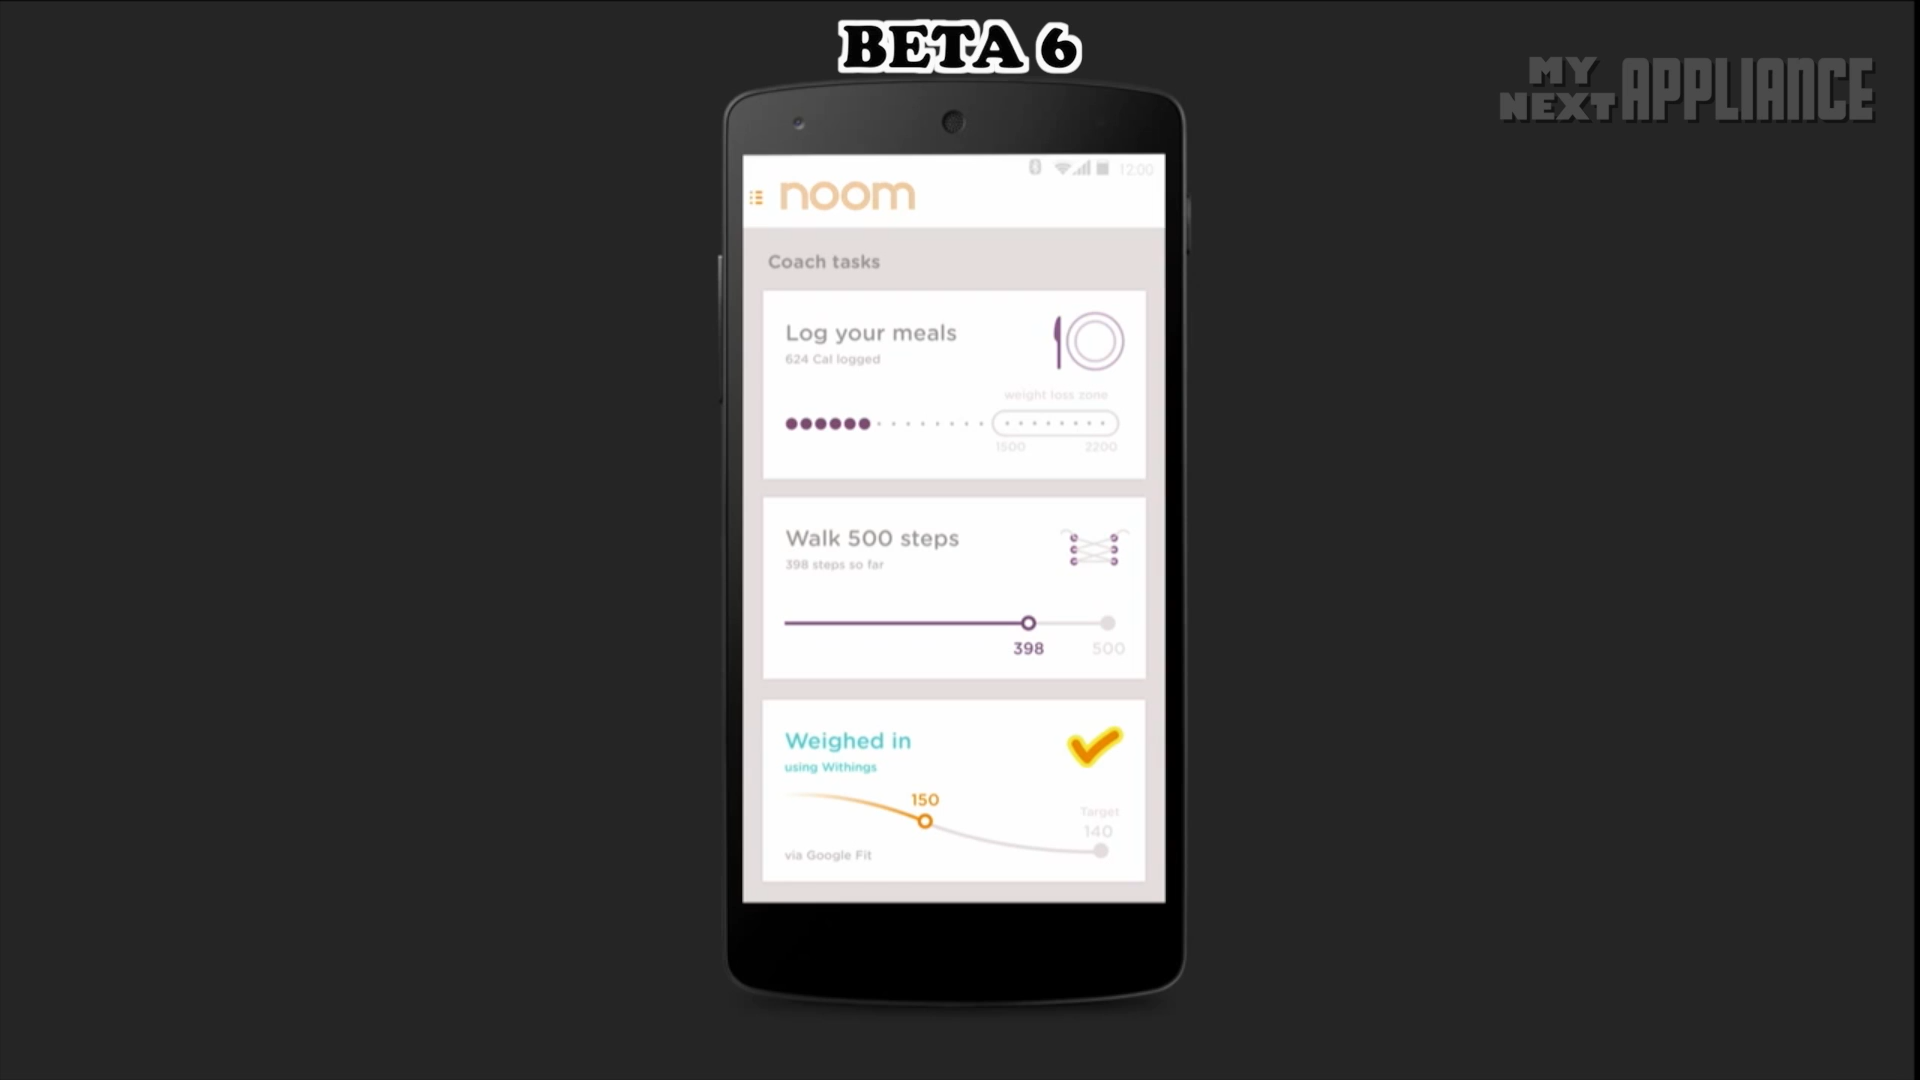 BETA 6
MY NEXT APPLIANCE
12:00
noom
Coach tasks
Log your meals
624 Cal logged
weight loss zone
1500 2200
Walk 500 steps
398 steps so far
398 500
Weighed in
using Withings
150
Target
140
via Google Fit